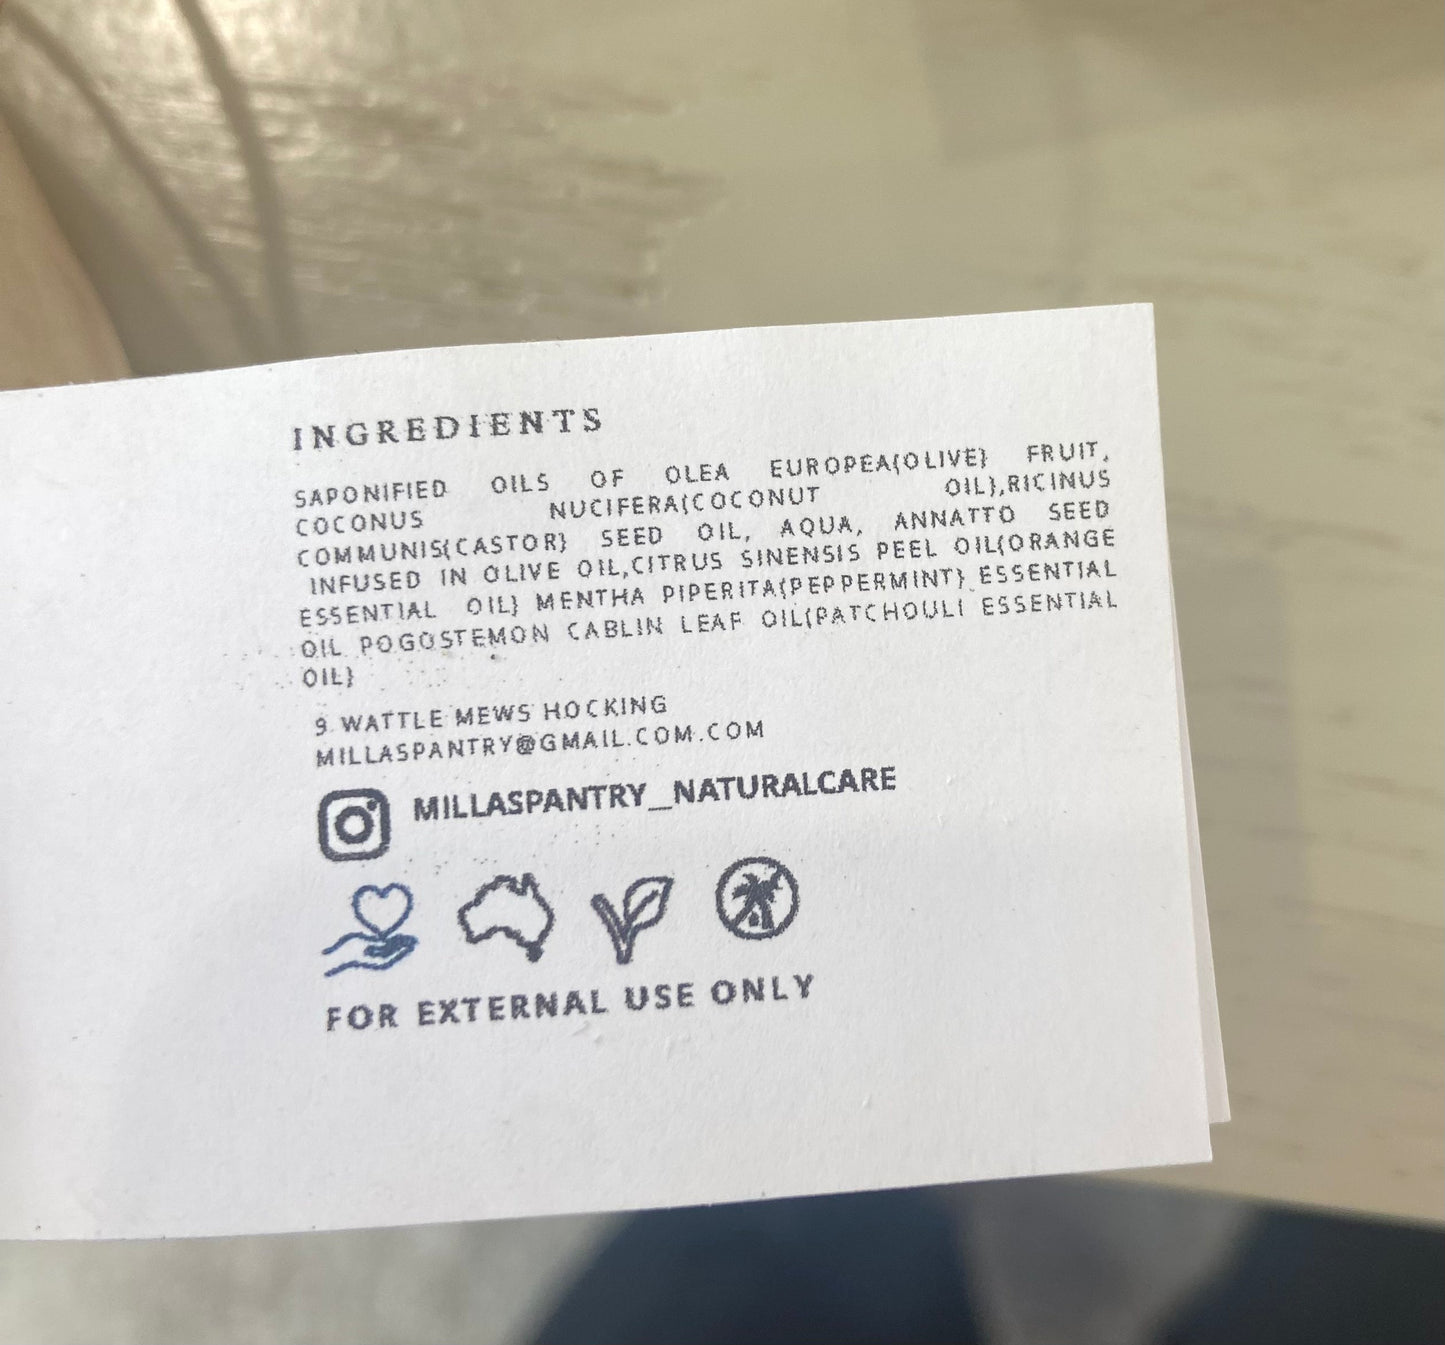 INGREDIENTS
SAPONIFIED OILS OF OLEA EUROPEA{OLIVE} FRUIT,
COCONUS NUCIFERA{COCONUT OIL},RICINUS
COMMUNIS{CASTOR} SEED OIL, AQUA, ANNATTO SEED
INFUSED IN OLIVE OIL,CITRUS SINENSIS PEEL OIL{ORANGE
ESSENTIAL OIL} MENTHA PIPERITA{PEPPERMINT} ESSENTIAL
OIL POGOSTEMON CABLIN LEAF OIL{PATCHOULI ESSENTIAL
OIL}
9 WATTLE MEWS HOCKING
MILLASPANTRY@GMAIL.COM.COM
MILLASPANTRY_NATURALCARE
FOR EXTERNAL USE ONLY